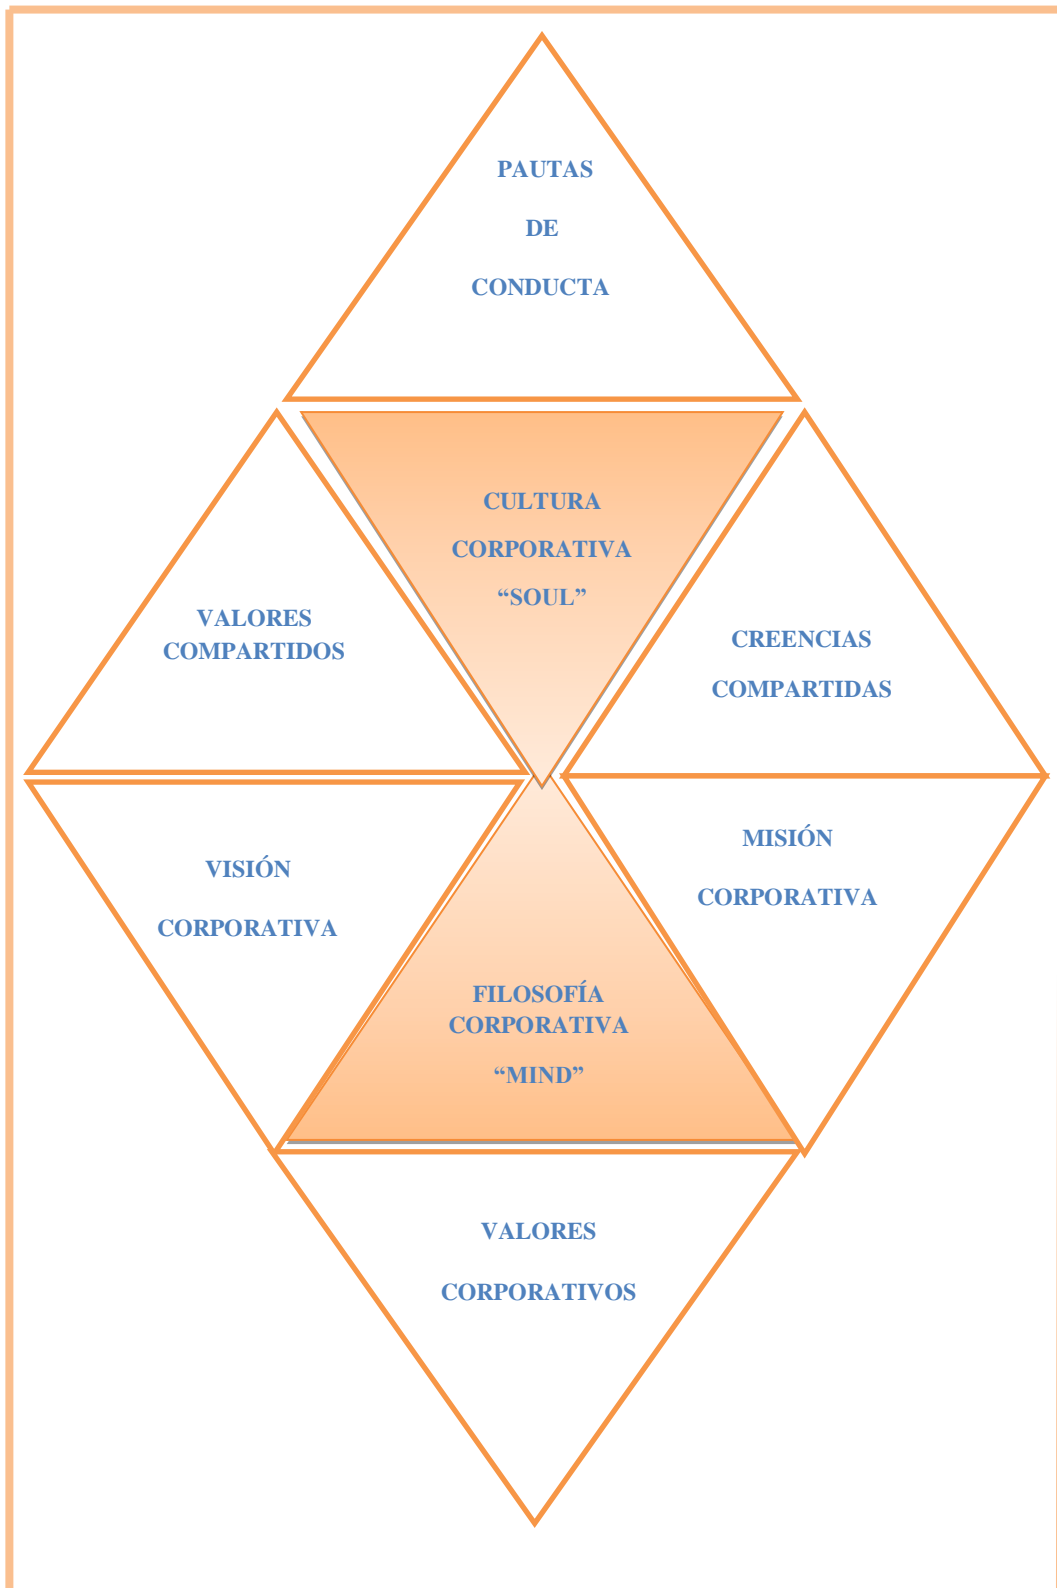 PAUTAS
DE
CONDUCTA
CULTURA
CORPORATIVA
“SOUL”
VALORES
COMPARTIDOS
CREENCIAS
COMPARTIDAS
VISIÓN
CORPORATIVA
MISIÓN
CORPORATIVA
FILOSOFÍA
CORPORATIVA
“MIND”
VALORES
CORPORATIVOS